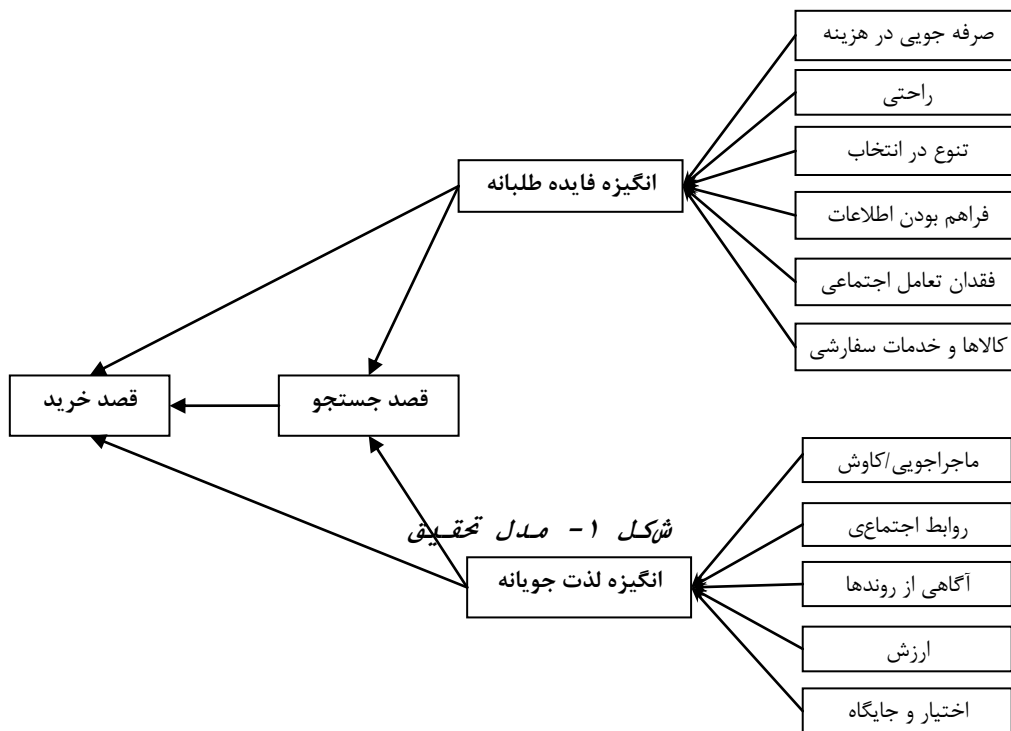 صرفه جویی در هزینه
راحتی
تنوع در انتخاب
انگیزه فایده طلبانه
فراهم بودن اطلاعات
فقدان تعامل اجتماعی
کالاها و خدمات سفارشی
قصد جستجو
قصد خرید
ماجراجویی/کاوش
روابط اجتماعی
شکل ۱- مدل تحقیق
آگاهی از روندها
انگیزه لذت جویانه
ارزش
اختیار و جایگاه